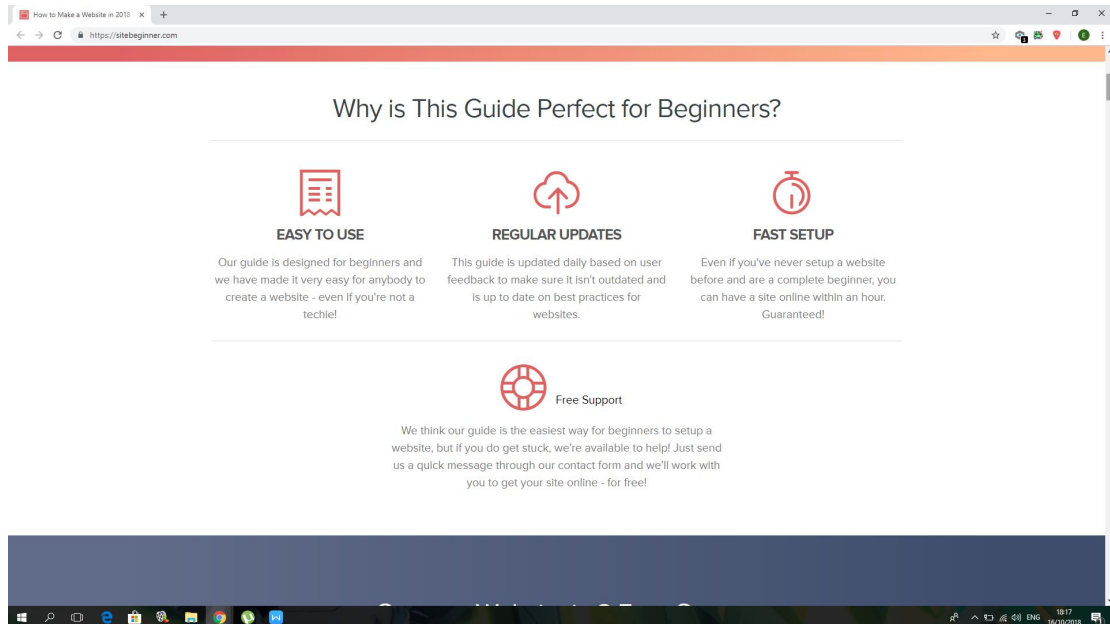 How to Make a Website in 2018
https://sitebeginner.com
E
Why is This Guide Perfect for Beginners?
EASY TO USE
Our guide is designed for beginners and
we have made it very easy for anybody to
create a website - even if you're not a
techie!
REGULAR UPDATES
This guide is updated daily based on user
feedback to make sure it isn't outdated and
is up to date on best practices for
websites.
FAST SETUP
Even if you've never setup a website
before and are a complete beginner, you
can have a site online within an hour.
Guaranteed!
Free Support
We think our guide is the easiest way for beginners to setup a
website, but if you do get stuck, we're available to help! Just send
us a quick message through our contact form and we'll work with
you to get your site online - for free!
ENG
18:17
16/10/2018